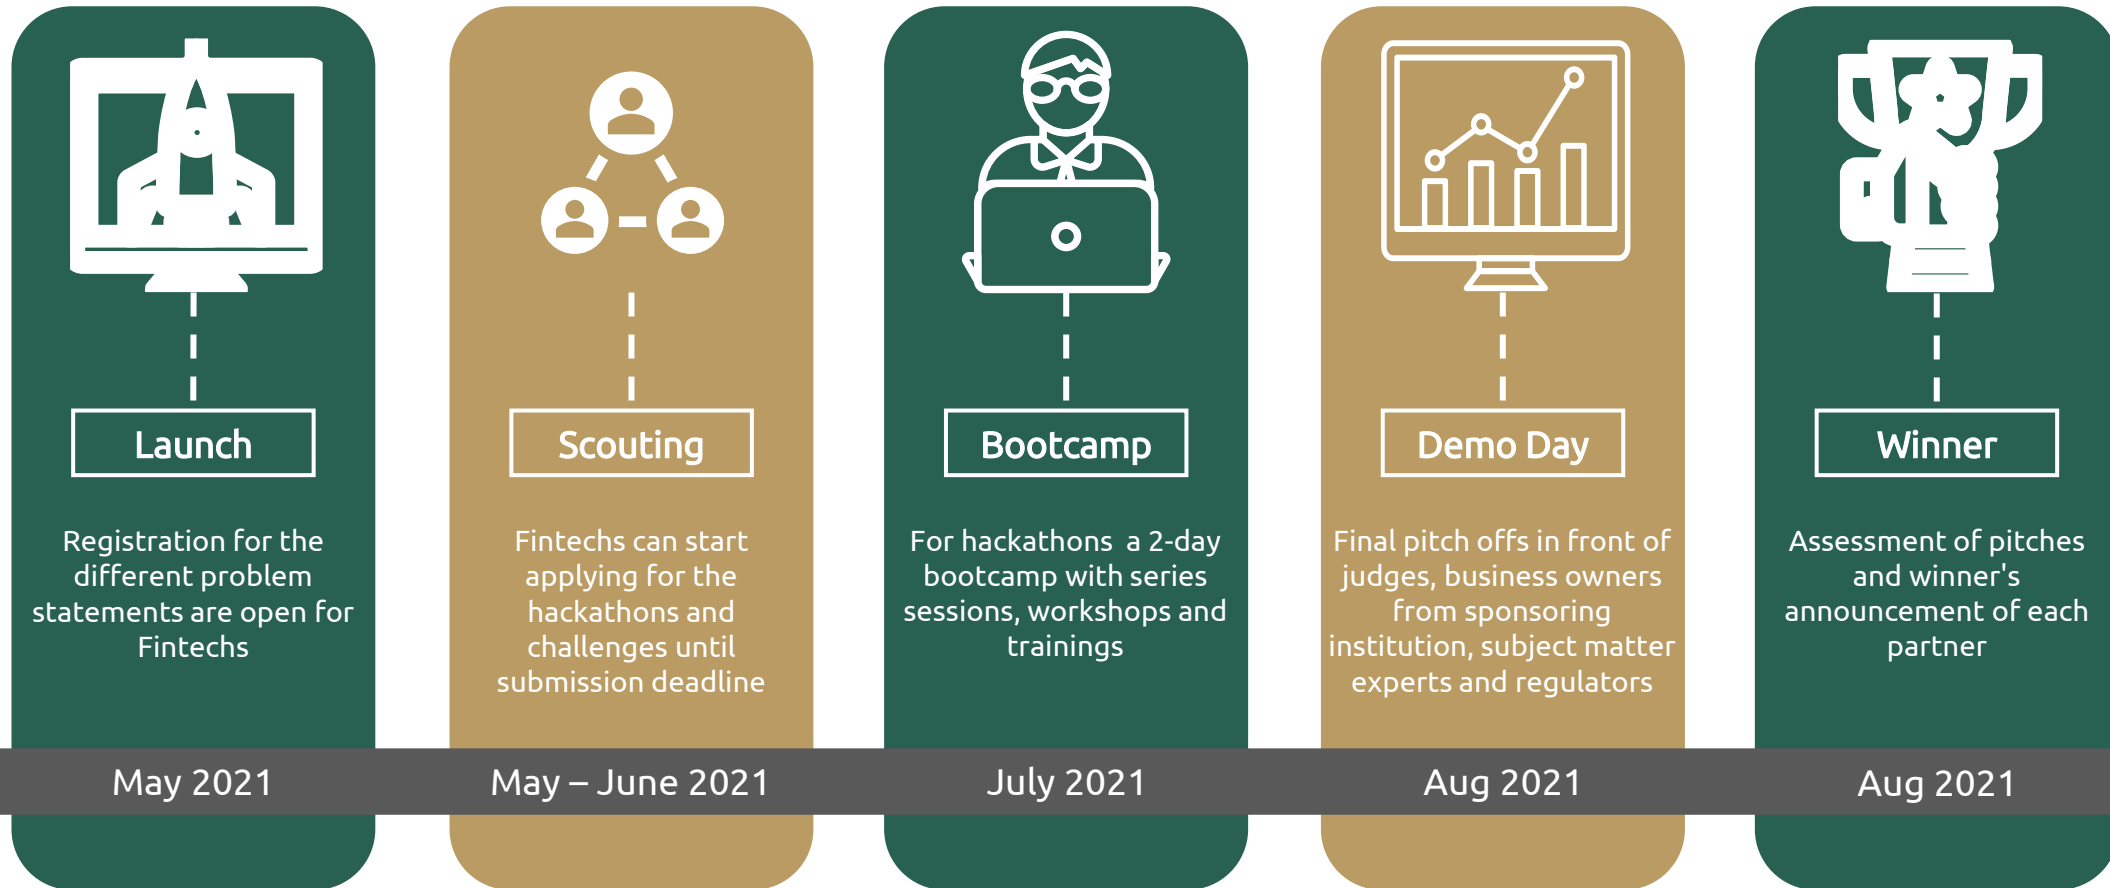 Launch
Registration for the
different problem
statements are open for
Fintechs
May 2021
Scouting
Fintechs can start
applying for the
hackathons and
challenges until
submission deadline
May – June 2021
Bootcamp
For hackathons  a 2-day
bootcamp with series
sessions, workshops and
trainings
July 2021
Demo Day
Final pitch offs in front of
judges, business owners
from sponsoring
institution, subject matter
experts and regulators
Aug 2021
Winner
Assessment of pitches
and winner's
announcement of each
partner
Aug 2021